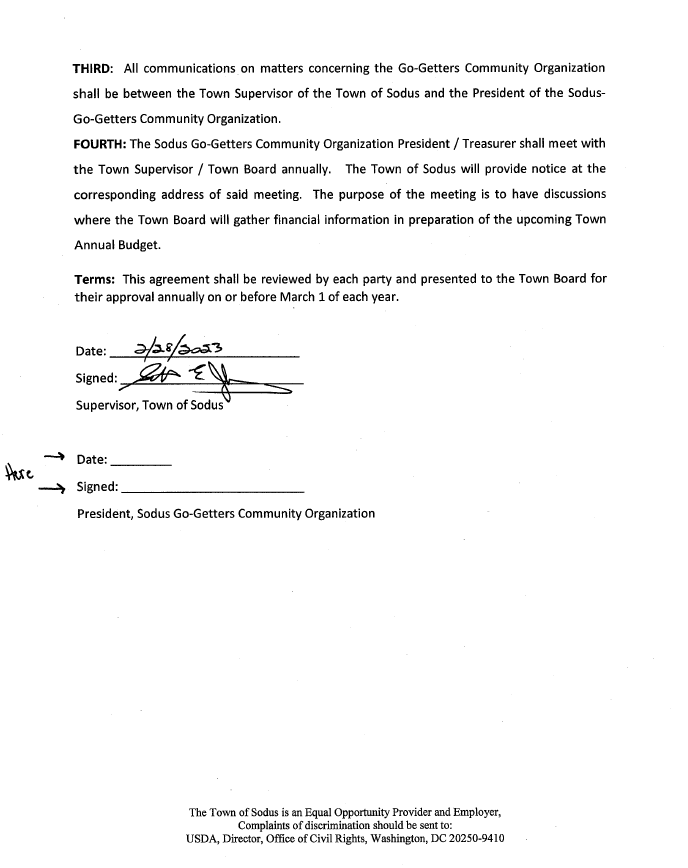 THIRD: All communications on matters concerning the Go-Getters Community Organization
shall be between the Town Supervisor of the Town of Sodus and the President of the Sodus-
Go-Getters Community Organization.
FOURTH: The Sodus Go-Getters Community Organization President / Treasurer shall meet with
the Town Supervisor / Town Board annually. The Town of Sodus will provide notice at the
corresponding address of said meeting. The purpose of the meeting is to have discussions
where the Town Board will gather financial information in preparation of the upcoming Town
Annual Budget.
Terms: This agreement shall be reviewed by each party and presented to the Town Board for
their approval annually on or before March 1 of each year.
Date: 2/28/2023
Signed:
Supervisor, Town of Sodus
Date:
Here
Signed:
President, Sodus Go-Getters Community Organization
The Town of Sodus is an Equal Opportunity Provider and Employer,
Complaints of discrimination should be sent to:
USDA, Director, Office of Civil Rights, Washington, DC 20250-9410